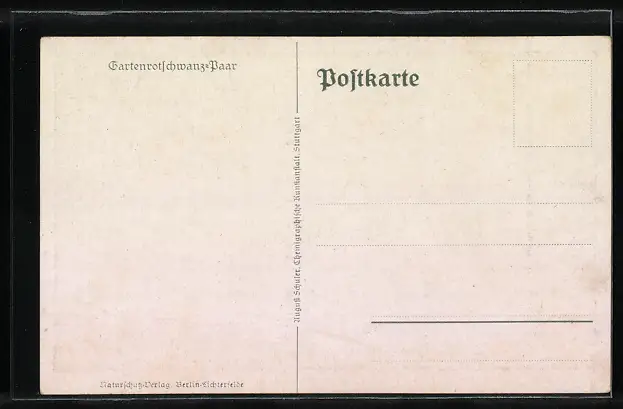 Gartenrotſchwanz-Paar
Poſtkarte
Auguſt Schuler, Chemigraphiſche Kunſtanſtalt, Stuttgart
Naturſchutz-Verlag, Berlin-Lichterfelde